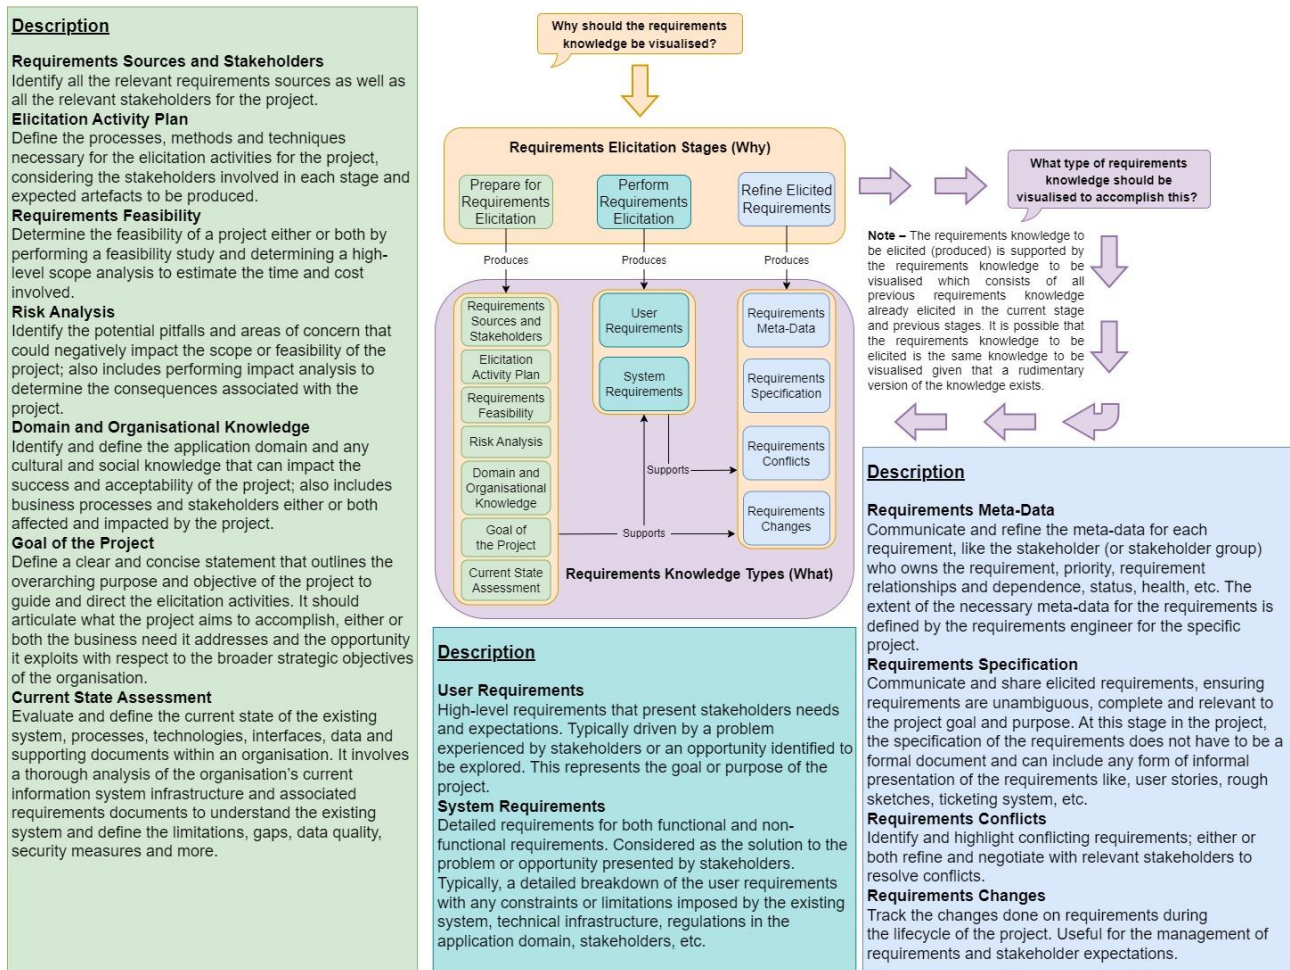 Description
Requirements Sources and Stakeholders
Identify all the relevant requirements sources as well as
all the relevant stakeholders for the project.
Elicitation Activity Plan
Define the processes, methods and techniques
necessary for the elicitation activities for the project,
considering the stakeholders involved in each stage and
expected artefacts to be produced.
Requirements Feasibility
Determine the feasibility of a project either or both by
performing a feasibility study and determining a high-
level scope analysis to estimate the time and cost
involved.
Risk Analysis
Identify the potential pitfalls and areas of concern that
could negatively impact the scope or feasibility of the
project; also includes performing impact analysis to
determine the consequences associated with the
project.
Domain and Organisational Knowledge
Identify and define the application domain and any
cultural and social knowledge that can impact the
success and acceptability of the project; also includes
business processes and stakeholders either or both
affected and impacted by the project.
Goal of the Project
Define a clear and concise statement that outlines the
overarching purpose and objective of the project to
guide and direct the elicitation activities. It should
articulate what the project aims to accomplish, either or
both the business need it addresses and the opportunity
it exploits with respect to the broader strategic objectives
of the organisation.
Current State Assessment
Evaluate and define the current state of the existing
system, processes, technologies, interfaces, data and
supporting documents within an organisation. It involves
a thorough analysis of the organisation's current
information system infrastructure and associated
requirements documents to understand the existing
system and define the limitations, gaps, data quality,
security measures and more.
Why should the requirements
knowledge be visualised?
Requirements Elicitation Stages (Why)
Prepare for
Requirements
Elicitation
Perform
Requirements
Elicitation
Refine Elicited
Requirements
What type of requirements
knowledge should be
visualised to accomplish this?
Produces
Produces
Produces
Requirements
Sources and
Stakeholders
Elicitation
Activity Plan
Requirements
Feasibility
Risk Analysis
Domain and
Organisational
Knowledge
Goal of
the Project
Current State
Assessment
User
Requirements
System
Requirements
Requirements
Meta-Data
Requirements
Specification
Requirements
Conflicts
Requirements
Changes
Supports
Supports
Requirements Knowledge Types (What)
Note – The requirements knowledge to
be elicited (produced) is supported by
the requirements knowledge to be
visualised which consists of all
previous requirements knowledge
already elicited in the current stage
and previous stages. It is possible that
the requirements knowledge to be
elicited is the same knowledge to be
visualised given that a rudimentary
version of the knowledge exists.
Description
User Requirements
High-level requirements that present stakeholders needs
and expectations. Typically driven by a problem
experienced by stakeholders or an opportunity identified to
be explored. This represents the goal or purpose of the
project.
System Requirements
Detailed requirements for both functional and non-
functional requirements. Considered as the solution to the
problem or opportunity presented by stakeholders.
Typically, a detailed breakdown of the user requirements
with any constraints or limitations imposed by the existing
system, technical infrastructure, regulations in the
application domain, stakeholders, etc.
Description
Requirements Meta-Data
Communicate and refine the meta-data for each
requirement, like the stakeholder (or stakeholder group)
who owns the requirement, priority, requirement
relationships and dependence, status, health, etc. The
extent of the necessary meta-data for the requirements is
defined by the requirements engineer for the specific
project.
Requirements Specification
Communicate and share elicited requirements, ensuring
requirements are unambiguous, complete and relevant to
the project goal and purpose. At this stage in the project,
the specification of the requirements does not have to be a
formal document and can include any form of informal
presentation of the requirements like, user stories, rough
sketches, ticketing system, etc.
Requirements Conflicts
Identify and highlight conflicting requirements; either or
both refine and negotiate with relevant stakeholders to
resolve conflicts.
Requirements Changes
Track the changes done on requirements during
the lifecycle of the project. Useful for the management of
requirements and stakeholder expectations.